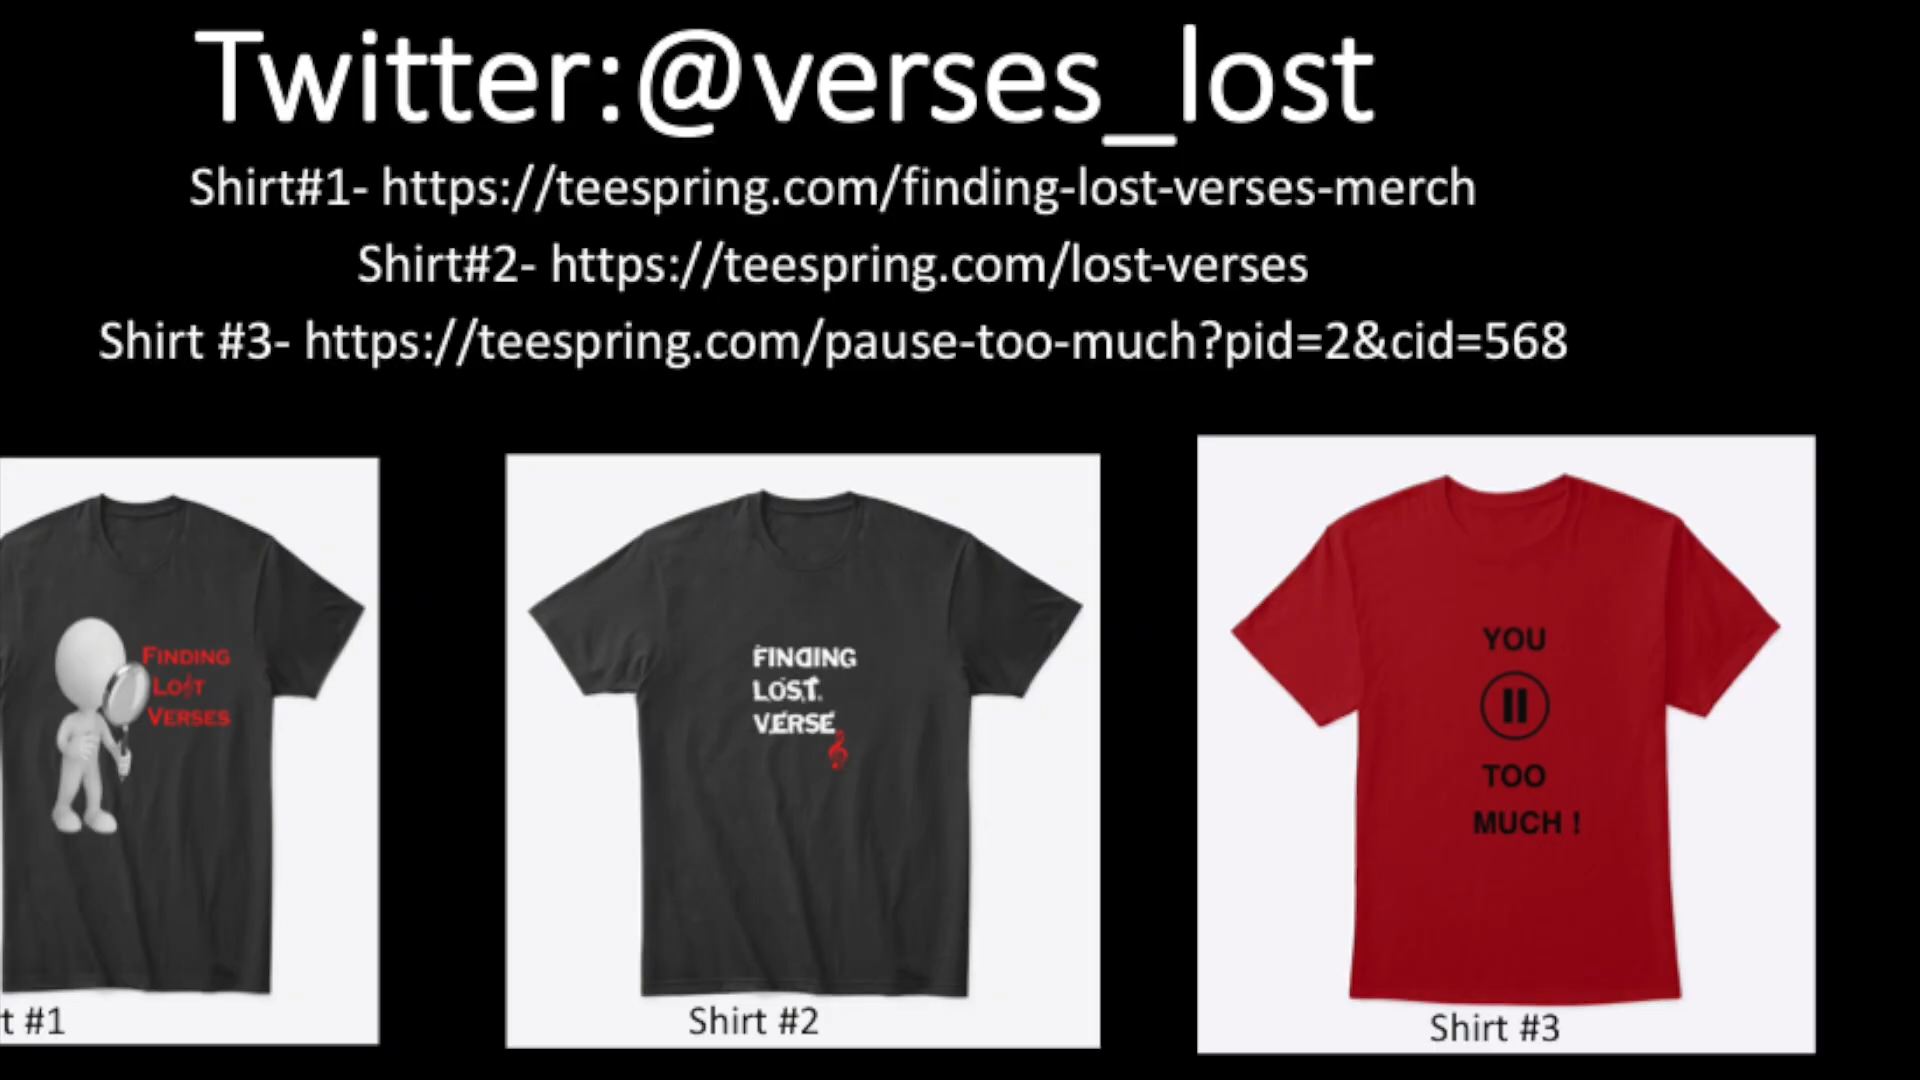 Twitter:@verses_lost
Shirt#1- https://teespring.com/finding-lost-verses-merch
Shirt#2- https://teespring.com/lost-verses
Shirt #3- https://teespring.com/pause-too-much?pid=2&cid=568
FINDING
LOST
VERSES
t #1
FINDING
LOST.
VERSE
Shirt #2
YOU
TOO
MUCH !
Shirt #3